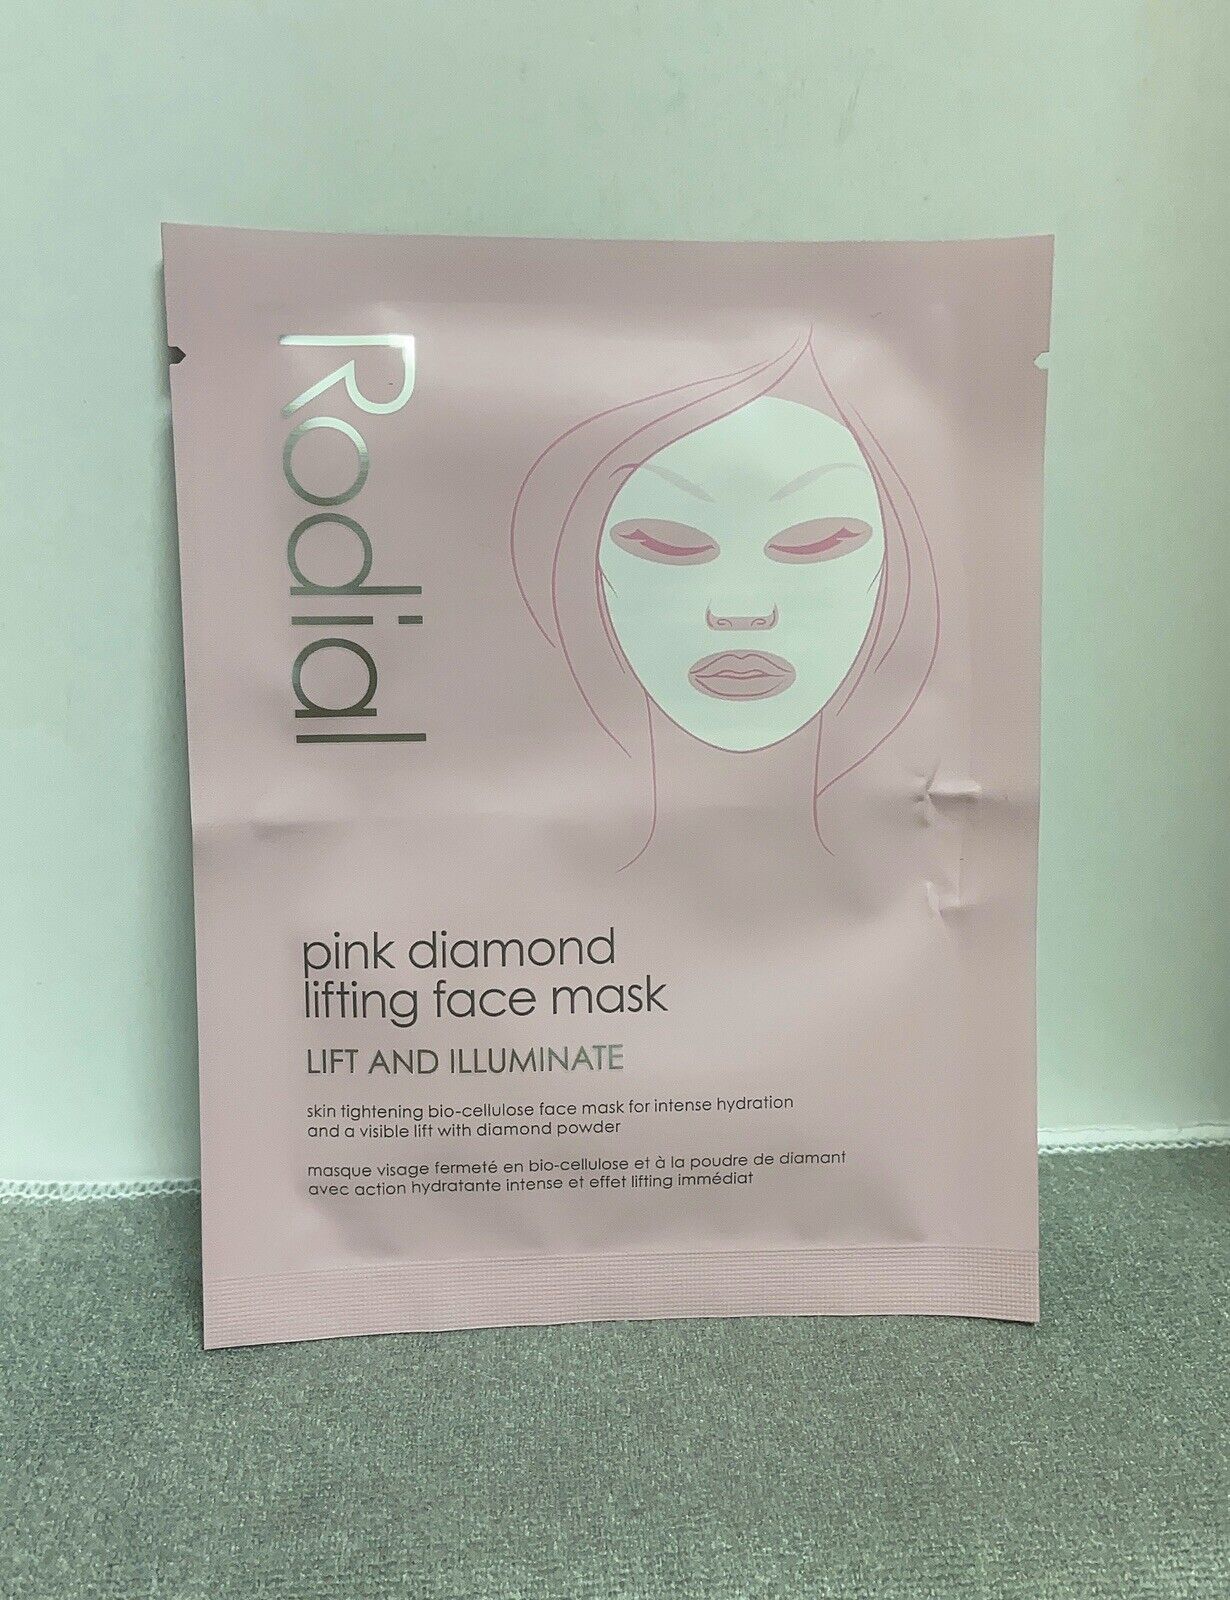 Rodial
pink diamond
lifting face mask
LIFT AND ILLUMINATE
skin tightening bio-cellulose face mask for intense hydration
and a visible lift with diamond powder
masque visage fermeté en bio-cellulose et à la poudre de diamant
avec action hydratante intense et effet lifting immédiat